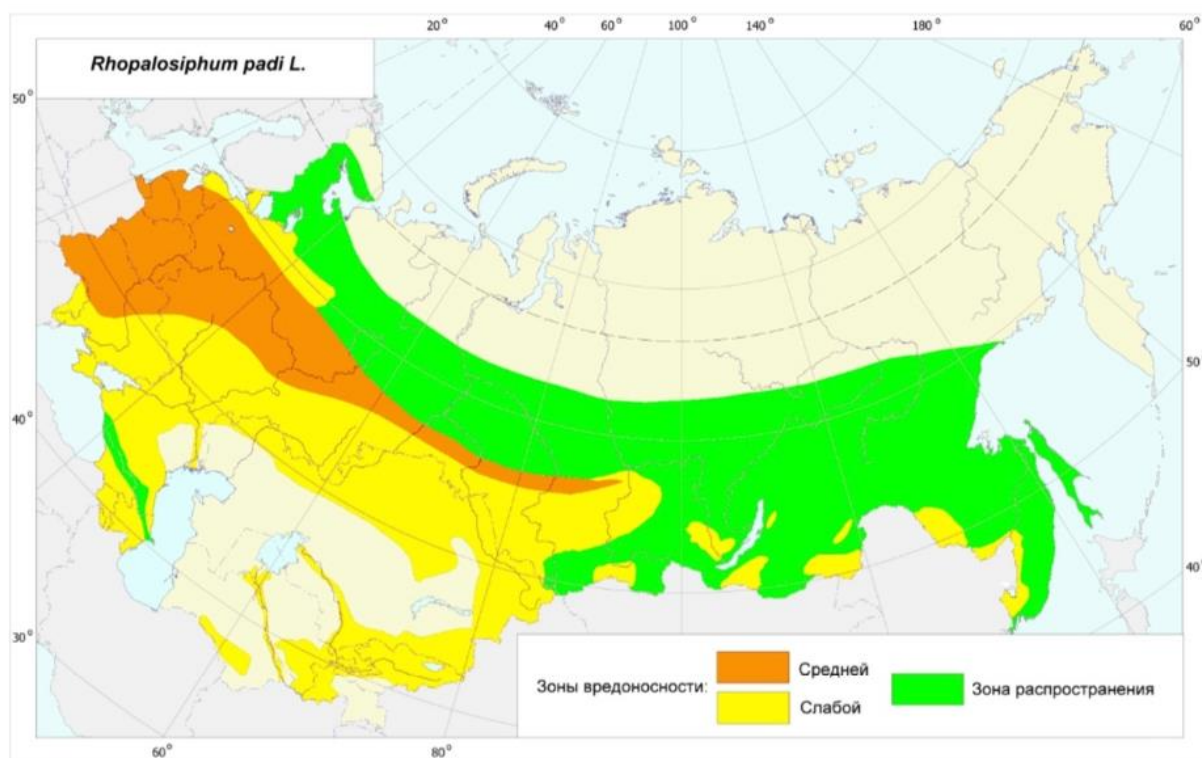 20° 40° 60° 100° 140° 180° 60°
Rhopalosiphum padi L.
50°
50°
40°
40°
30°
Зоны вредоносности:
Средней
Слабой
Зона распространения
60° 80°